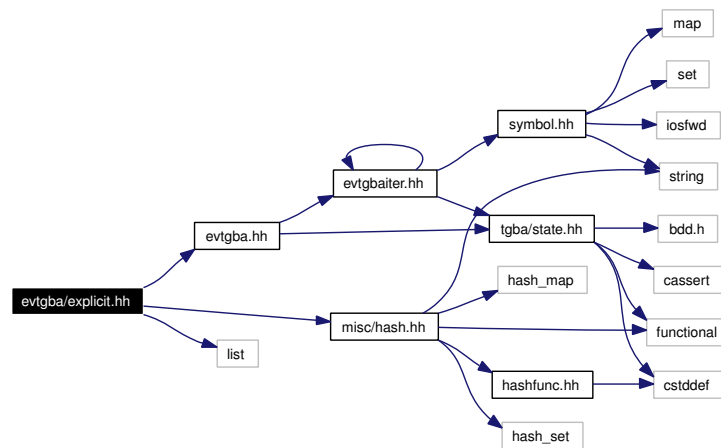 map
set
symbol.hh
iosfwd
evtgbaiter.hh
string
evtgba.hh
tgba/state.hh
bdd.h
hash_map
cassert
evtgba/explicit.hh
misc/hash.hh
functional
list
hashfunc.hh
cstddef
hash_set